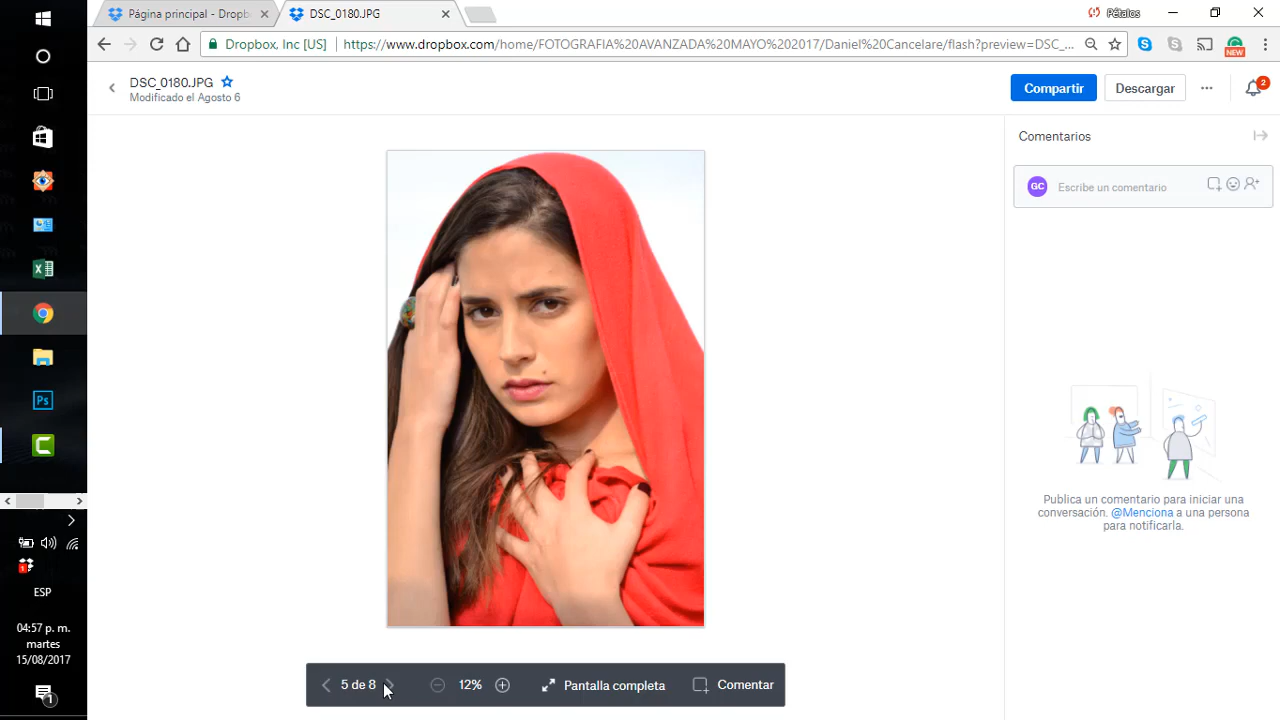 Página principal - Dropb
DSC_0180.JPG
Pétalos
Dropbox, Inc [US]
https://www.dropbox.com/home/FOTOGRAFIA%20AVANZADA%20MAYO%202017/Daniel%20Cancelare/flash?preview=DSC_...
NEW
DSC_0180.JPG
Modificado el Agosto 6
Compartir
Descargar
2
Comentarios
GC
Escribe un comentario
Publica un comentario para iniciar una
conversación. @Menciona a una persona
para notificarla.
Ps
1
ESP
04:57 p. m.
martes
15/08/2017
1
5 de 8
12%
Pantalla completa
Comentar